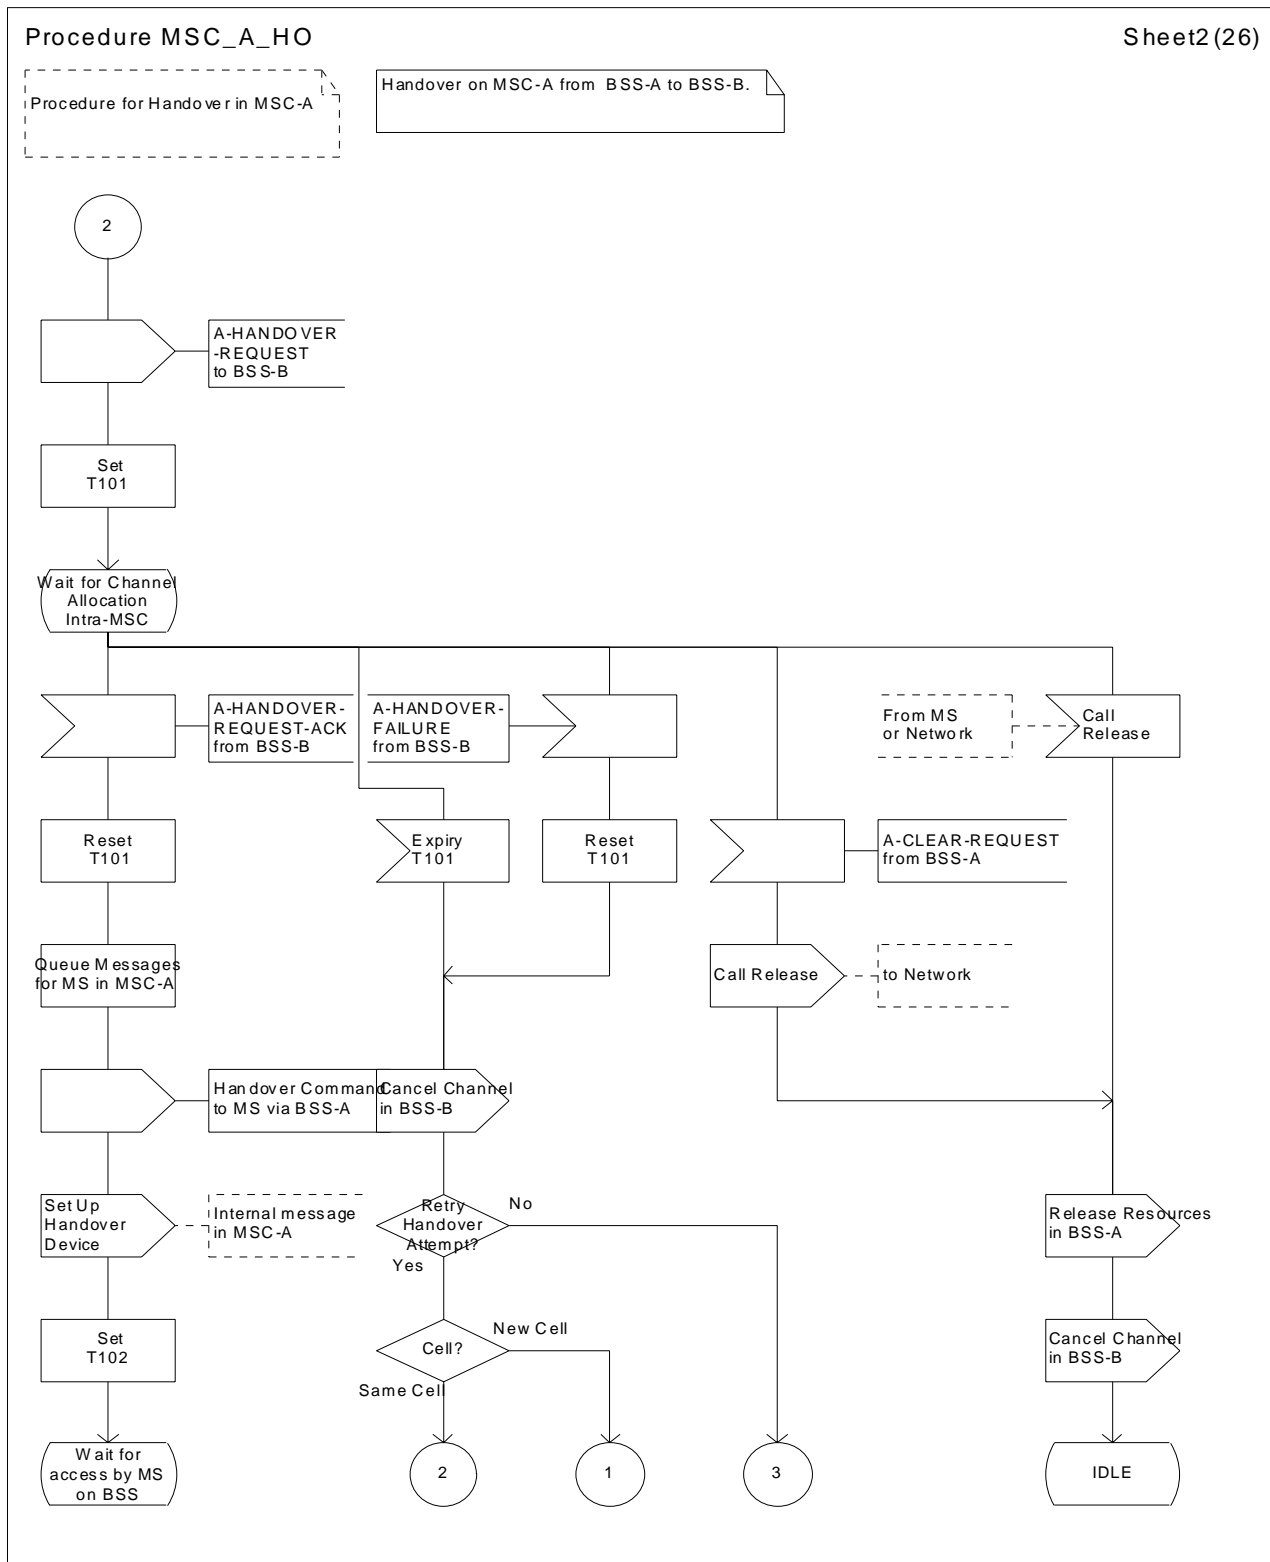 Procedure MSC_A_HO
Sheet2(26)
Procedure for Handover in MSC-A
Handover on MSC-A from BSS-A to BSS-B.
2
A-HANDOVER
-REQUEST
to BSS-B
Set
T101
Wait for Channel
Allocation
Intra-MSC
A-HANDOVER-
REQUEST-ACK
from BSS-B
A-HANDOVER-
FAILURE
from BSS-B
From MS
or Network
Call
Release
Reset
T101
Expiry
T101
Reset
T101
A-CLEAR-REQUEST
from BSS-A
Queue Messages
for MS in MSC-A
Call Release
to Network
Handover Command
to MS via BSS-A
Cancel Channel
in BSS-B
Set Up
Handover
Device
Internal message
in MSC-A
Retry
Handover
Attempt?
No
Yes
Release Resources
in BSS-A
Set
T102
Cell?
New Cell
Same Cell
Cancel Channel
in BSS-B
Wait for
access by MS
on BSS
2
1
3
IDLE